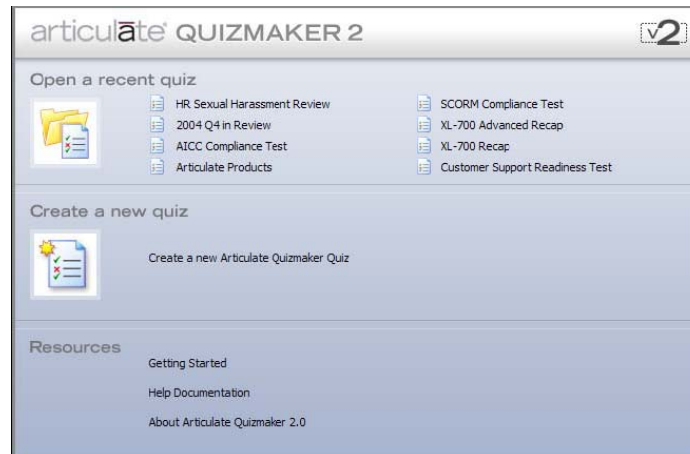 articulāte QUIZMAKER 2
v2
Open a recent quiz
HR Sexual Harassment Review
2004 Q4 in Review
AICC Compliance Test
Articulate Products
SCORM Compliance Test
XL-700 Advanced Recap
XL-700 Recap
Customer Support Readiness Test
Create a new quiz
Create a new Articulate Quizmaker Quiz
Resources
Getting Started
Help Documentation
About Articulate Quizmaker 2.0